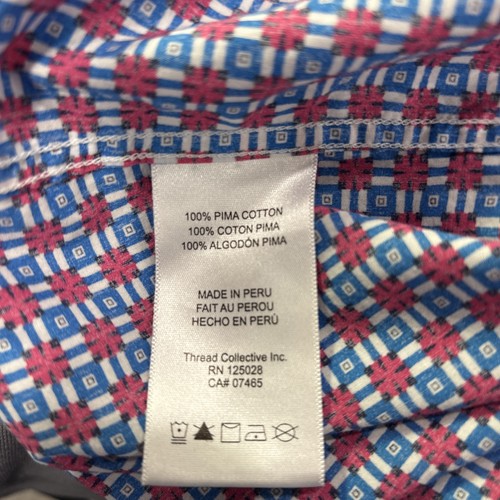 100% PIMA COTTON
100% COTON PIMA
100% ALGODÓN PIMA
MADE IN PERU
FAIT AU PEROU
HECHO EN PERÚ
Thread Collective Inc.
RN 125028
CA# 07465